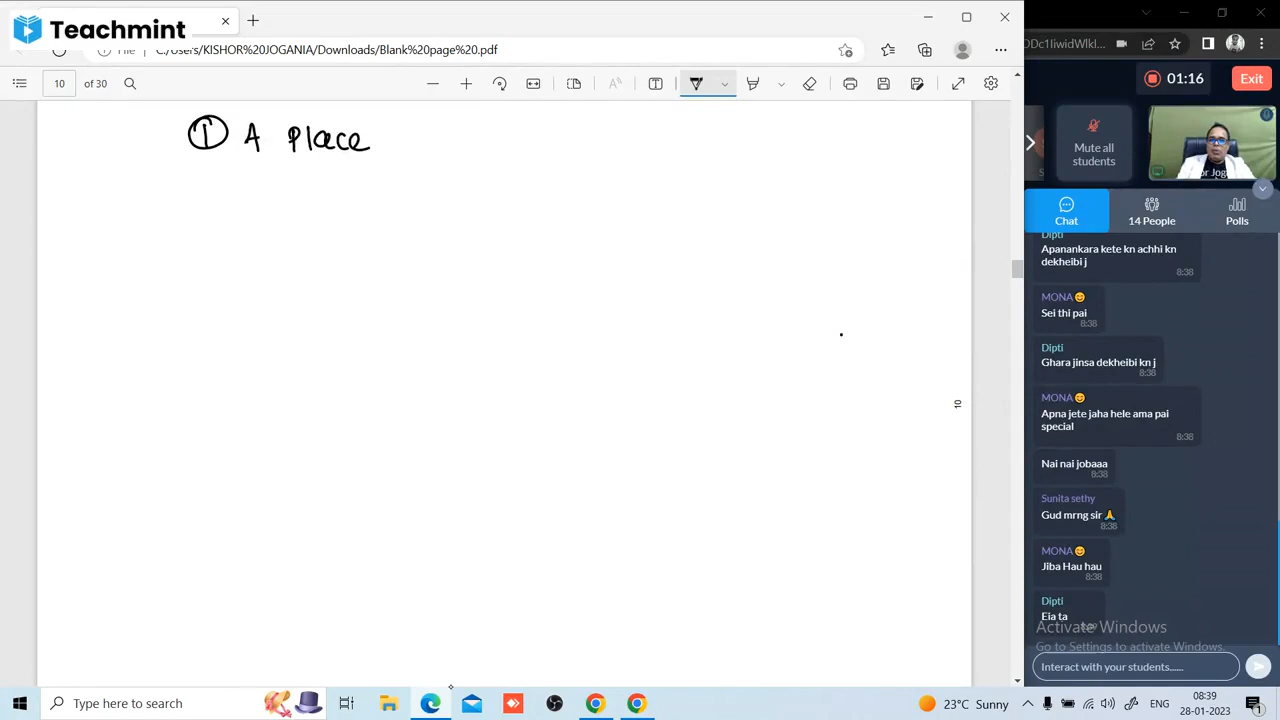 Teachmint
File
C:/Users/KISHOR%20JOGANIA/Downloads/Blank%20page%20.pdf
10 of 30
① A Place
10
DDc1liwidWlkl...
01:16
Exit
Mute all students
or Jog
Chat
14 People
Polls
Dipti
Apanankara kete kn achhi kn
dekheibi j
8:38
MONA😊
Sei thi pai
8:38
Dipti
Ghara jinsa dekheibi kn j
8:38
MONA😊
Apna jete jaha hele ama pai
special
8:38
Nai nai jobaaa
8:38
Sunita sethy
Gud mrng sir🙏
8:38
MONA😊
Jiba Hau hau
8:38
Dipti
Eia ta
Activate Windows
Go to Settings to activate Windows.
Interact with your students......
Type here to search
23°C Sunny
ENG
08:39
28-01-2023
1